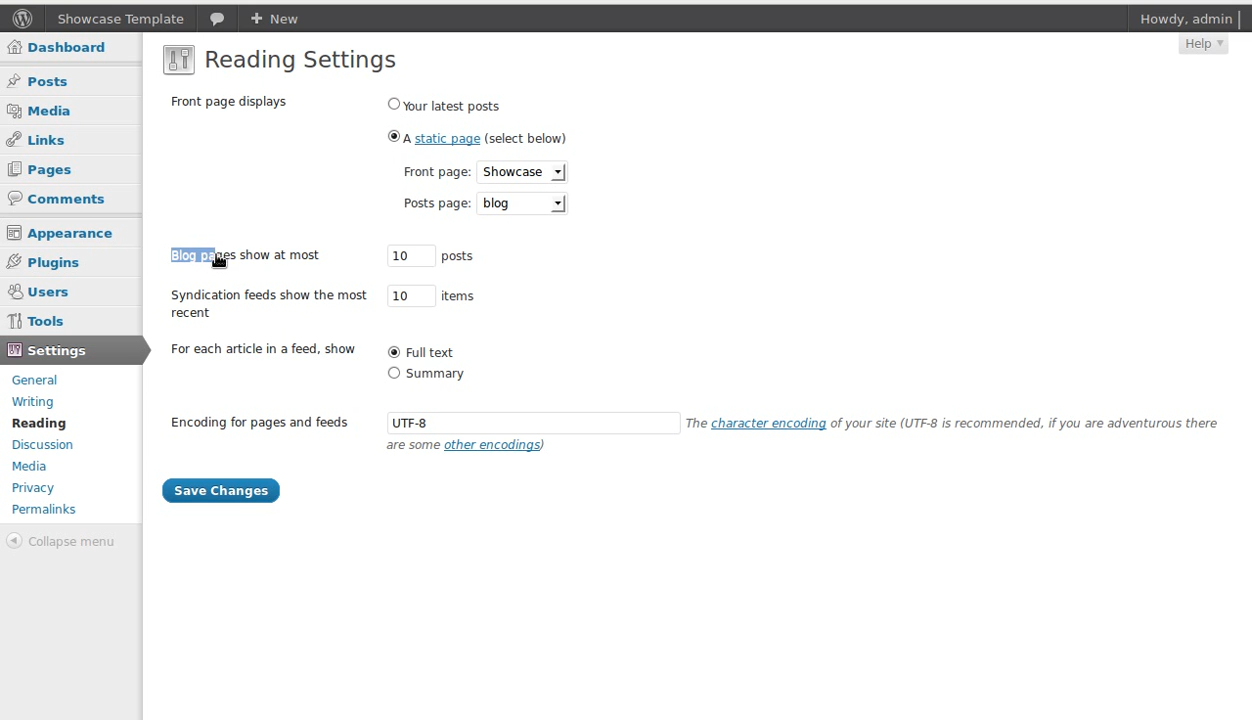 Showcase Template
New
Howdy, admin
Help
Dashboard
Posts
Media
Links
Pages
Comments
Appearance
Plugins
Users
Tools
Settings
General
Writing
Reading
Discussion
Media
Privacy
Permalinks
Collapse menu
Reading Settings
Front page displays
Your latest posts
A static page (select below)
Front page: Showcase
Posts page: blog
Blog pages show at most 10 posts
Syndication feeds show the most
recent
10 items
For each article in a feed, show
Full text
Summary
Encoding for pages and feeds
UTF-8
The character encoding of your site (UTF-8 is recommended, if you are adventurous there
are some other encodings)
Save Changes